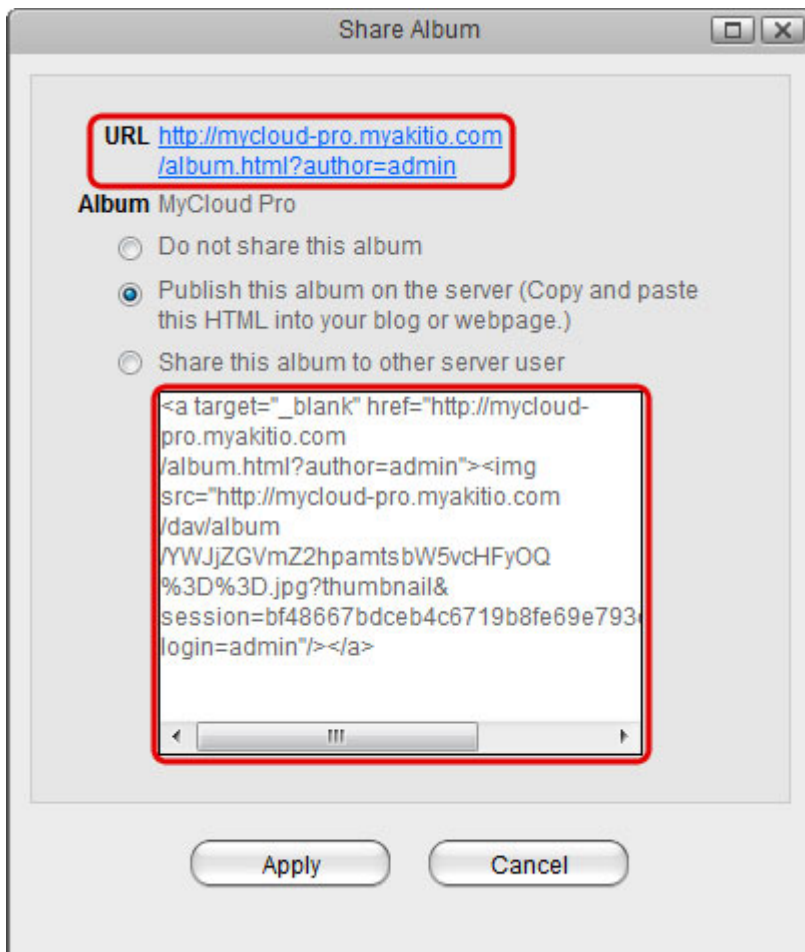 Share Album
URL http://mycloud-pro.myakitio.com
/album.html?author=admin
Album MyCloud Pro
Do not share this album
Publish this album on the server (Copy and paste
this HTML into your blog or webpage.)
Share this album to other server user
<a target="_blank" href="http://mycloud-
pro.myakitio.com
/album.html?author=admin"><img
src="http://mycloud-pro.myakitio.com
/dav/album
/YWJjZGVmZ2hpamtsbW5vcHFyOQ
%3D%3D.jpg?thumbnail&
session=bf48667bdceb4c6719b8fe69e793
login=admin"/></a>
Apply
Cancel